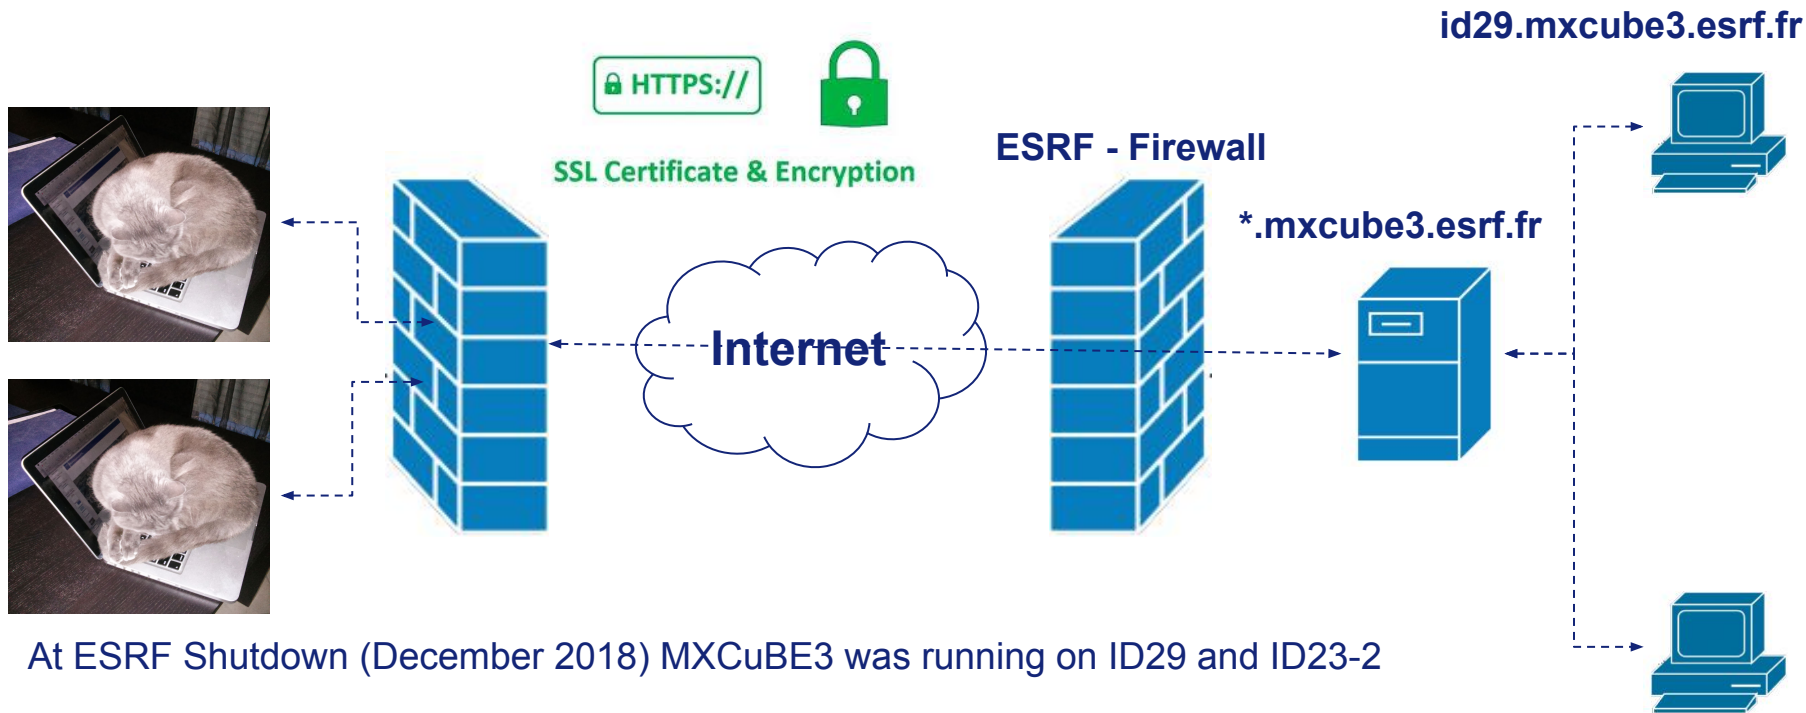 id29.mxcube3.esrf.fr
HTTPS://
SSL Certificate & Encryption
ESRF - Firewall
*.mxcube3.esrf.fr
Internet
At ESRF Shutdown (December 2018) MXCuBE3 was running on ID29 and ID23-2